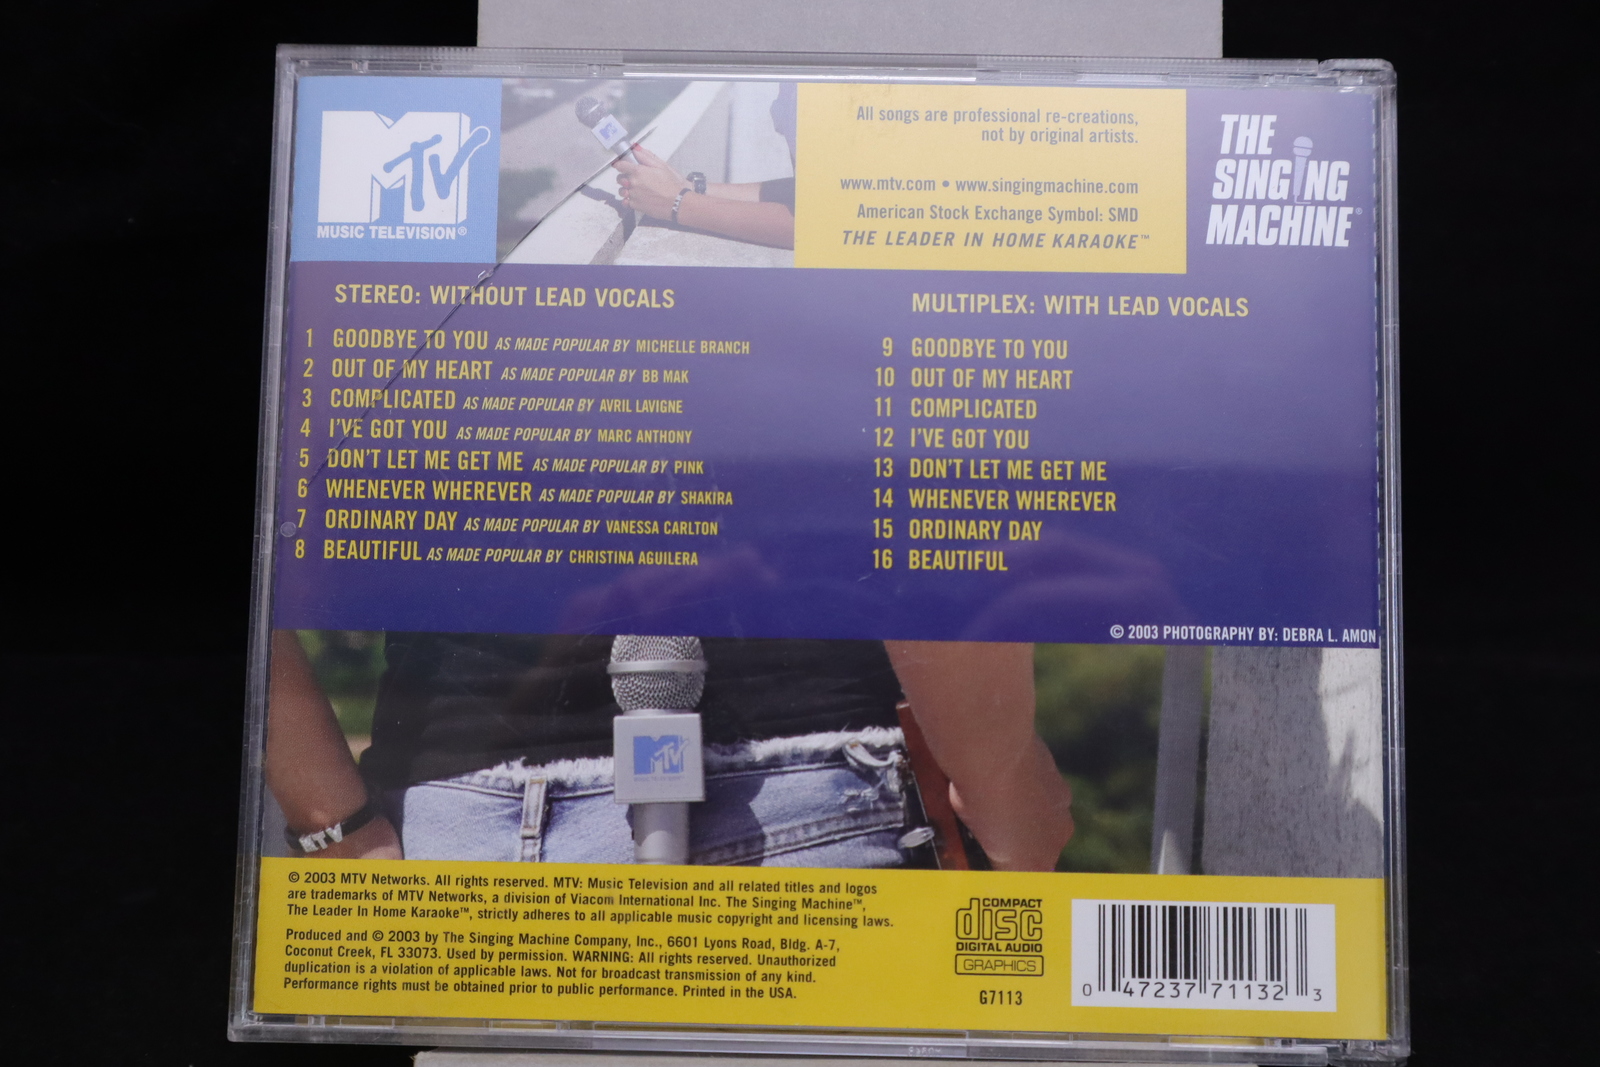 MTV
MUSIC TELEVISION®
All songs are professional re-creations,
not by original artists.
www.mtv.com • www.singingmachine.com
American Stock Exchange Symbol: SMD
THE LEADER IN HOME KARAOKE™
THE
SINGING
MACHINE®
STEREO: WITHOUT LEAD VOCALS
1 GOODBYE TO YOU AS MADE POPULAR BY MICHELLE BRANCH
2 OUT OF MY HEART AS MADE POPULAR BY BB MAK
3 COMPLICATED AS MADE POPULAR BY AVRIL LAVIGNE
4 I'VE GOT YOU AS MADE POPULAR BY MARC ANTHONY
5 DON'T LET ME GET ME AS MADE POPULAR BY PINK
6 WHENEVER WHEREVER AS MADE POPULAR BY SHAKIRA
7 ORDINARY DAY AS MADE POPULAR BY VANESSA CARLTON
8 BEAUTIFUL AS MADE POPULAR BY CHRISTINA AGUILERA
MULTIPLEX: WITH LEAD VOCALS
9 GOODBYE TO YOU
10 OUT OF MY HEART
11 COMPLICATED
12 I'VE GOT YOU
13 DON'T LET ME GET ME
14 WHENEVER WHEREVER
15 ORDINARY DAY
16 BEAUTIFUL
© 2003 PHOTOGRAPHY BY: DEBRA L. AMON
MTV
MUSIC TELEVISION
MTV
© 2003 MTV Networks. All rights reserved. MTV: Music Television and all related titles and logos
are trademarks of MTV Networks, a division of Viacom International Inc. The Singing Machine™,
The Leader In Home Karaoke™, strictly adheres to all applicable music copyright and licensing laws.
Produced and © 2003 by The Singing Machine Company, Inc., 6601 Lyons Road, Bldg. A-7,
Coconut Creek, FL 33073. Used by permission. WARNING: All rights reserved. Unauthorized
duplication is a violation of applicable laws. Not for broadcast transmission of any kind.
Performance rights must be obtained prior to public performance. Printed in the USA.
COMPACT
disc
DIGITAL AUDIO
GRAPHICS
G7113
0 47237 71132 3